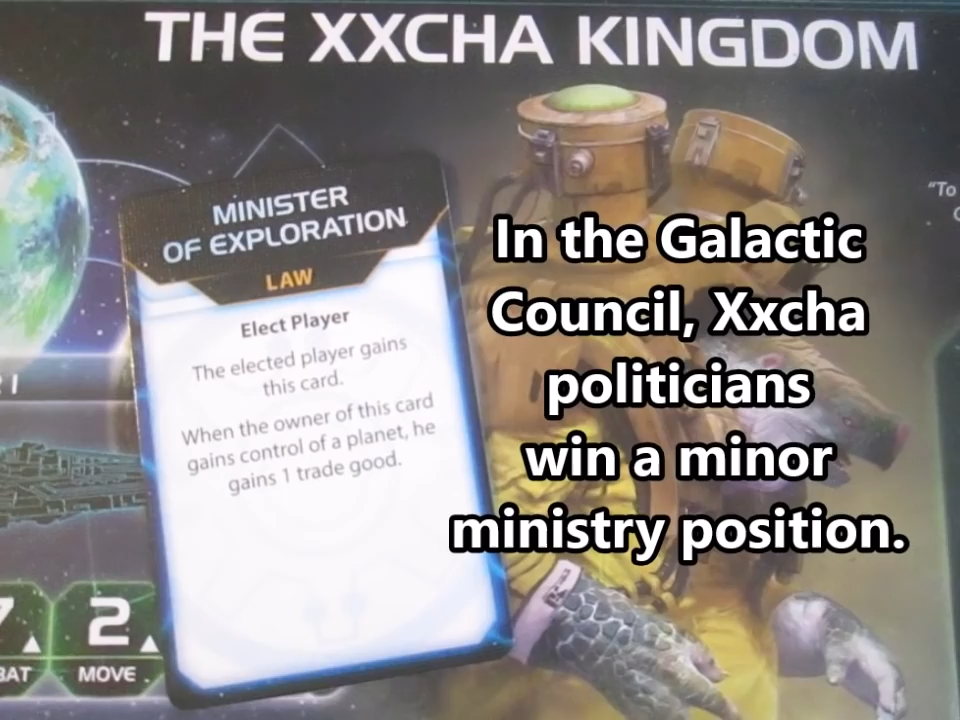 THE XXCHA KINGDOM
"To
MINISTER
OF EXPLORATION
LAW
Elect Player
The elected player gains
this card.
When the owner of this card
gains control of a planet, he
gains 1 trade good.
In the Galactic
Council, Xxcha
politicians
win a minor
ministry position.
7 2
BAT MOVE